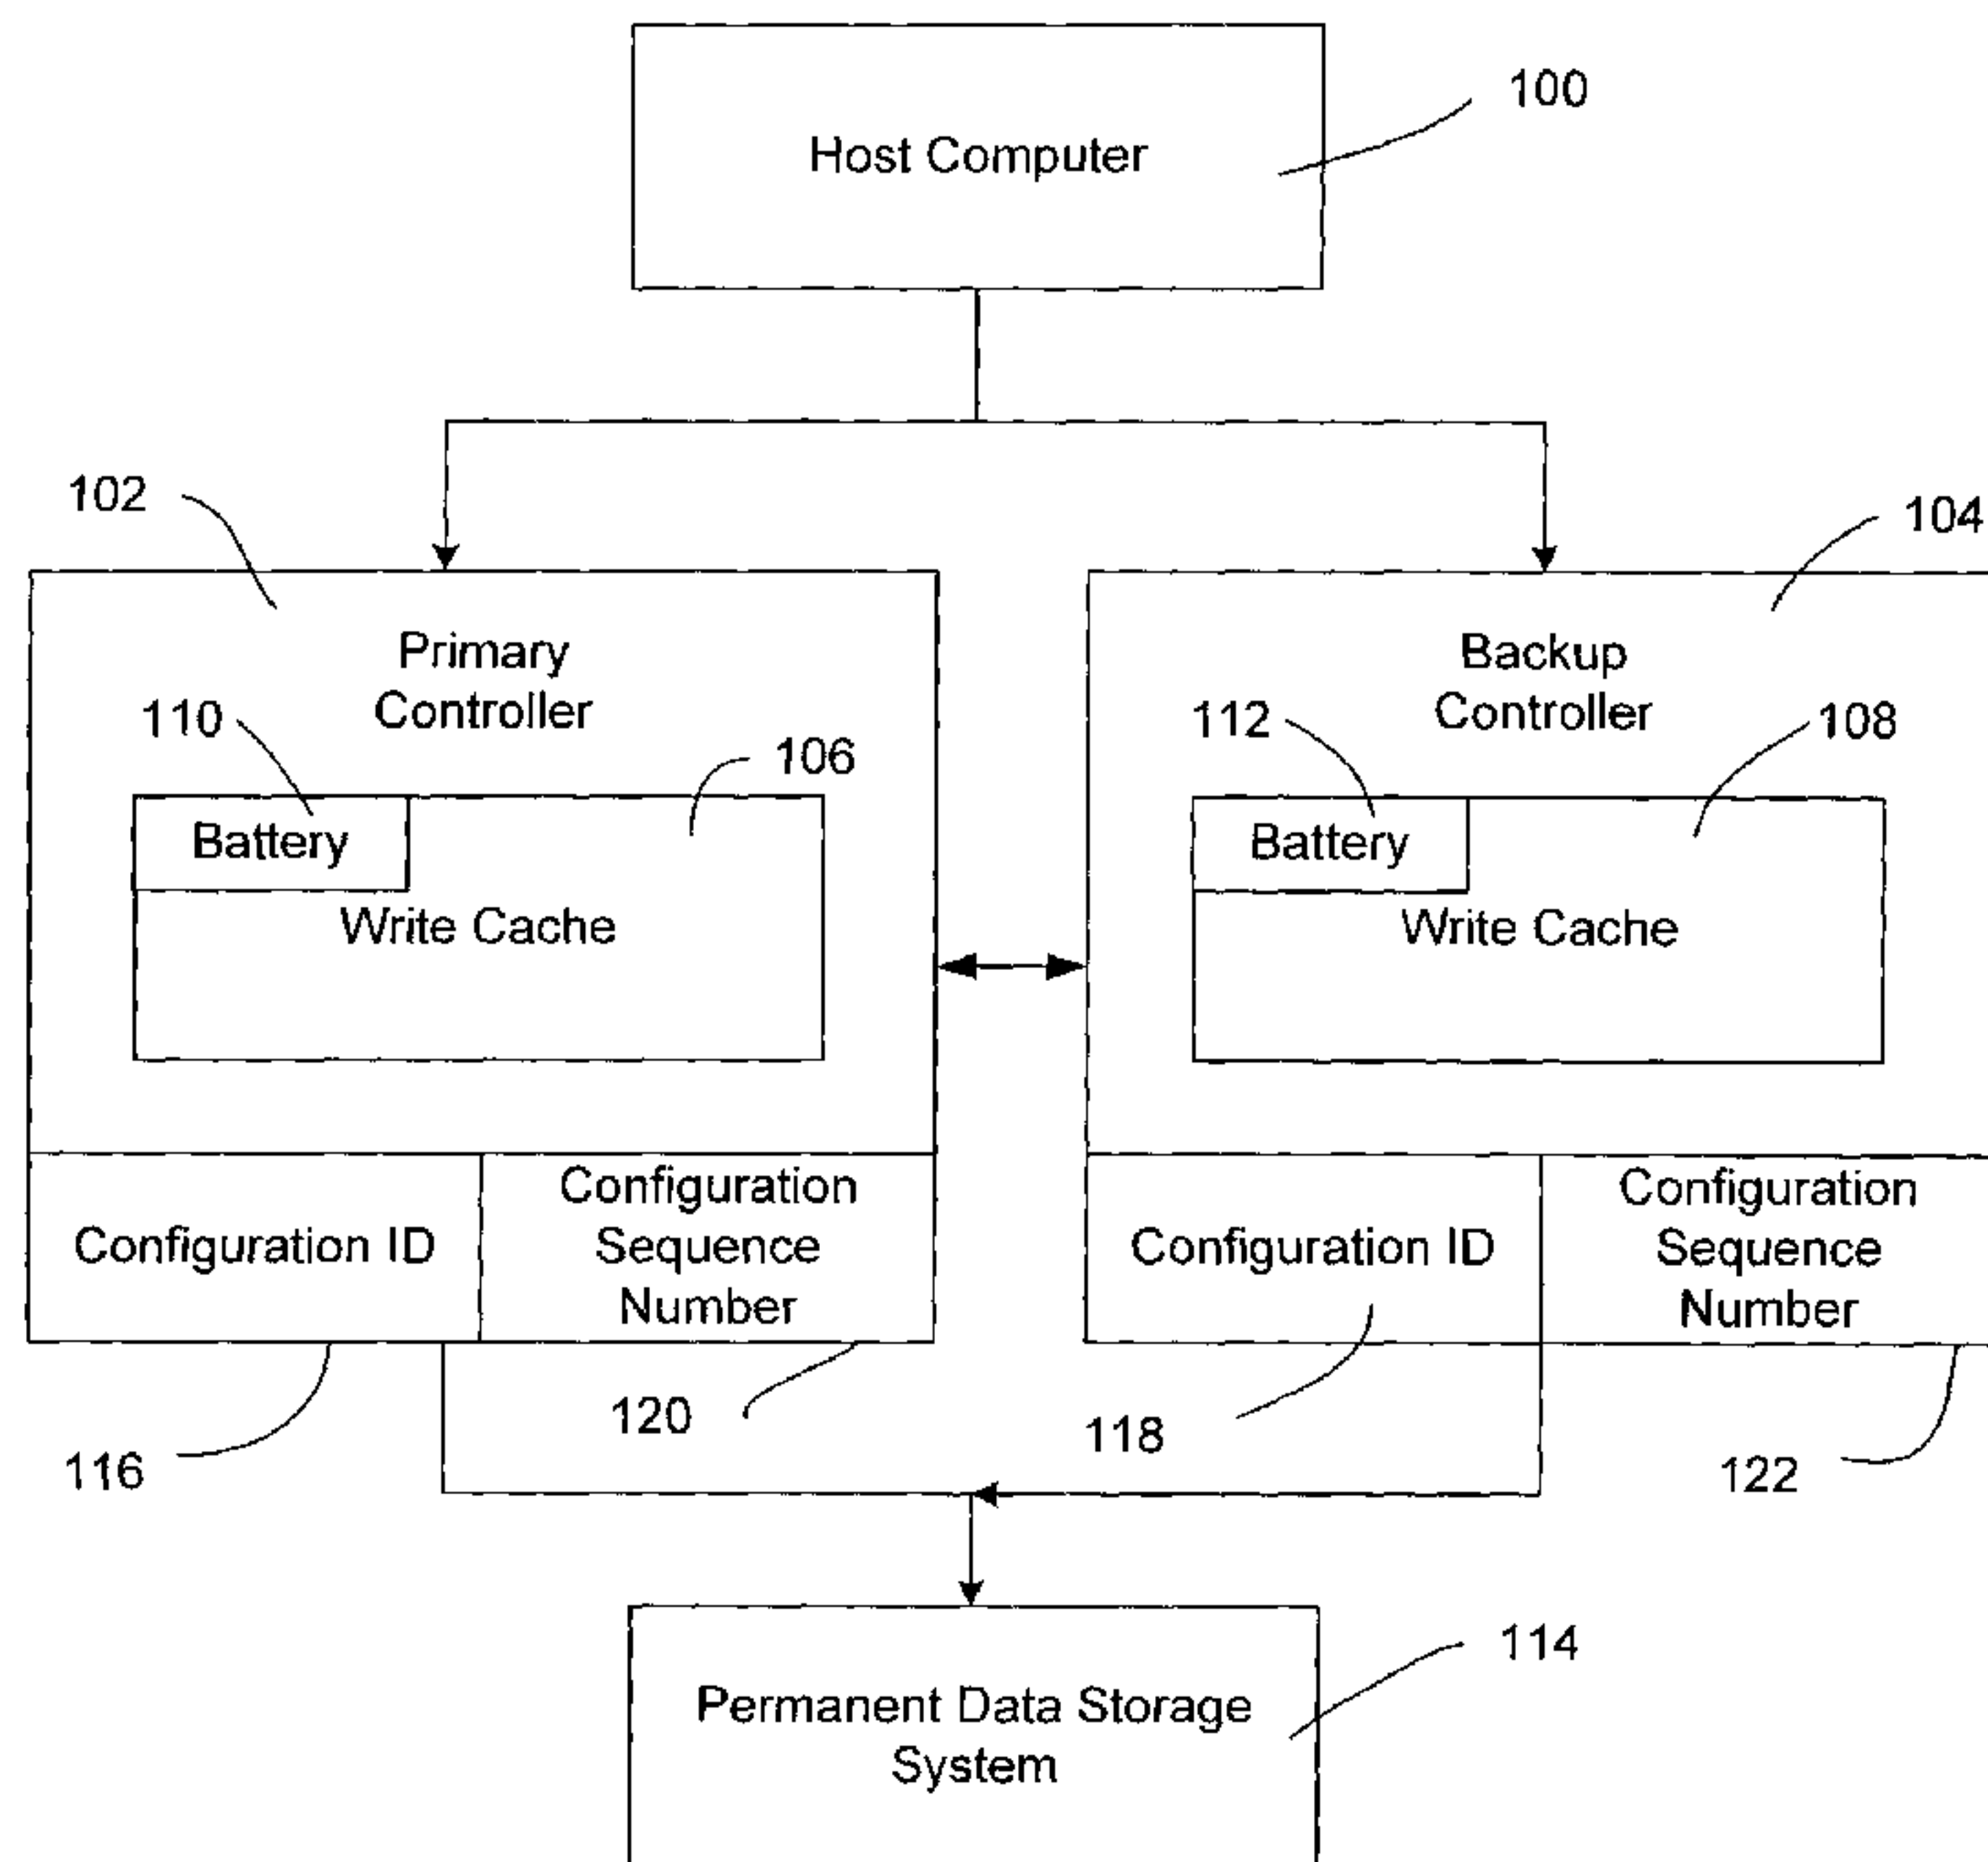 100
Host Computer
102
104
Primary
Controller
Backup
Controller
110
106
112
108
Battery
Write Cache
Battery
Write Cache
Configuration ID
Configuration
Sequence
Number
Configuration ID
Configuration
Sequence
Number
116
120
118
122
114
Permanent Data Storage
System